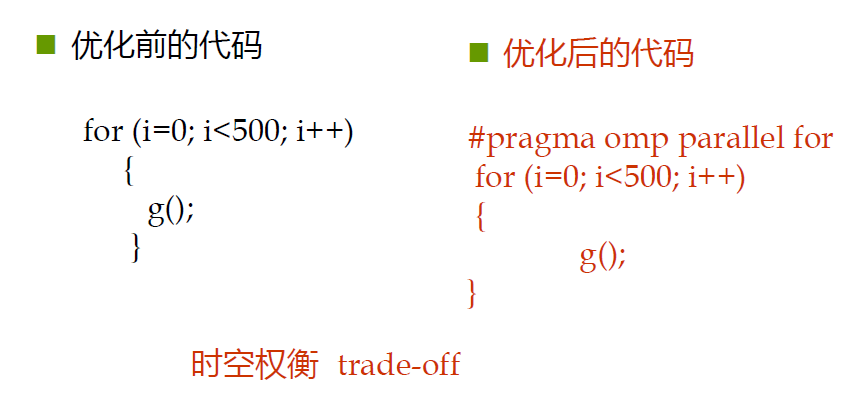 优化前的代码
for (i=0; i<500; i++)
{
g();
}
优化后的代码
#pragma omp parallel for
for (i=0; i<500; i++)
{
g();
}
时空权衡 trade-off